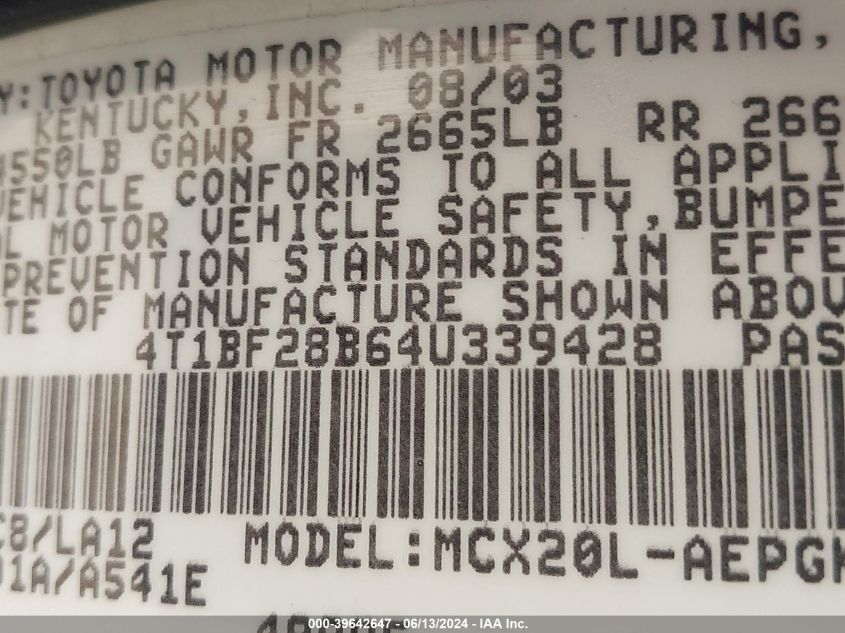 Y:TOYOTA MOTOR MANUFACTURING,
KENTUCKY,INC. 08/03
4550LB GAWR FR 2665LB RR 266
VEHICLE CONFORMS TO ALL APPLI
L MOTOR VEHICLE SAFETY,BUMPE
PREVENTION STANDARDS IN EFFE
TE OF MANUFACTURE SHOWN ABOV
4T1BF28B64U339428 PAS
C8/LA12 MODEL:MCX20L-AEPGK
01A/A541E
000-39642647 - 06/13/2024 - IAA Inc.